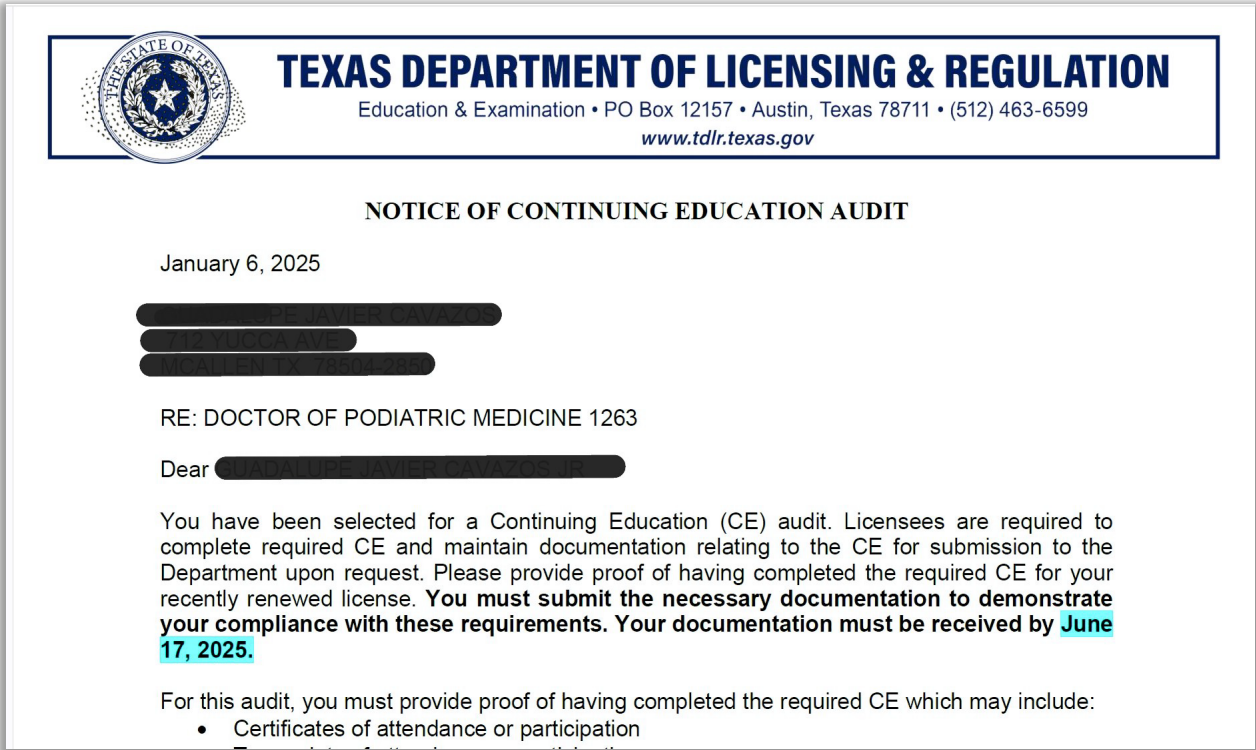 THE STATE OF TEXAS
TEXAS DEPARTMENT OF LICENSING & REGULATION
Education & Examination • PO Box 12157 • Austin, Texas 78711 • (512) 463-6599
www.tdlr.texas.gov
NOTICE OF CONTINUING EDUCATION AUDIT
January 6, 2025
RE: DOCTOR OF PODIATRIC MEDICINE 1263
Dear
You have been selected for a Continuing Education (CE) audit. Licensees are required to
complete required CE and maintain documentation relating to the CE for submission to the
Department upon request. Please provide proof of having completed the required CE for your
recently renewed license. You must submit the necessary documentation to demonstrate
your compliance with these requirements. Your documentation must be received by June
17, 2025.
For this audit, you must provide proof of having completed the required CE which may include:
• Certificates of attendance or participation